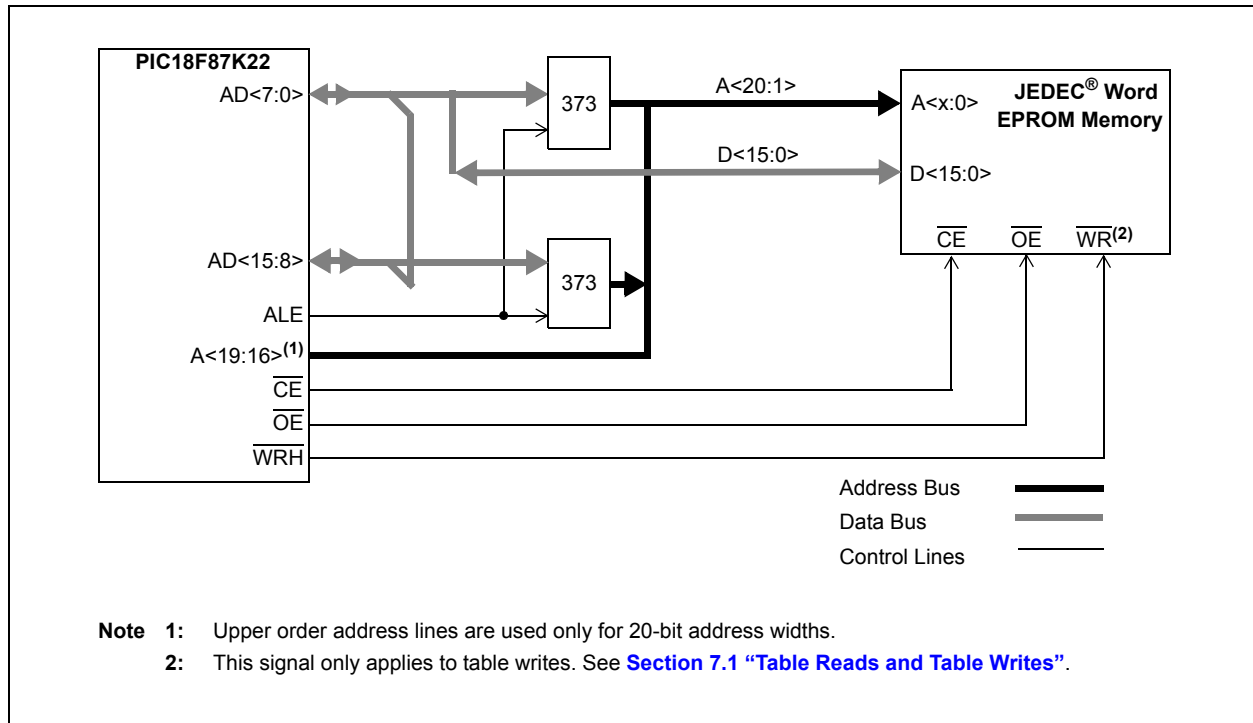 PIC18F87K22
AD<7:0>
373
A<20:1>
A<x:0>
JEDEC® Word
EPROM Memory
D<15:0>
D<15:0>
CE
OE
WR(2)
AD<15:8>
373
ALE
A<19:16>(1)
CE
OE
WRH
Address Bus
Data Bus
Control Lines
Note 1: Upper order address lines are used only for 20-bit address widths.
2: This signal only applies to table writes. See Section 7.1 “Table Reads and Table Writes”.